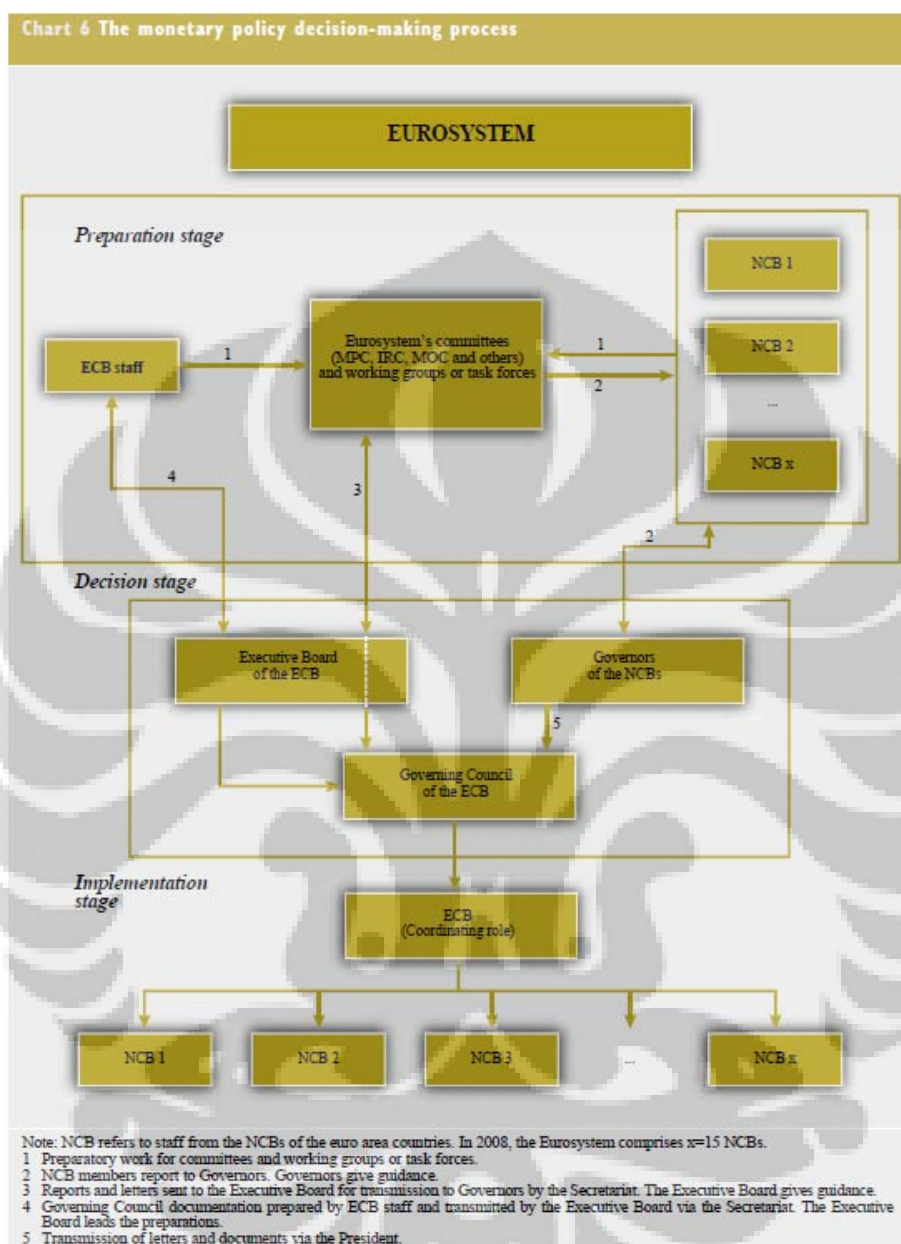 Chart 6 The monetary policy decision-making process
EUROSYSTEM
Preparation stage
NCB 1
Eurosystem's committees
(MPC, IRC, MOC and others)
and working groups or task forces
ECB staff
1
1
2
NCB 2
...
NCB x
4
3
2
Decision stage
Executive Board
of the ECB
Governors
of the NCBs
5
Governing Council
of the ECB
Implementation
stage
ECB
(Coordinating role)
NCB 1
NCB 2
NCB 3
...
NCB x
Note: NCB refers to staff from the NCBs of the euro area countries. In 2008, the Eurosystem comprises x=15 NCBs.
1 Preparatory work for committees and working groups or task forces.
2 NCB members report to Governors. Governors give guidance.
3 Reports and letters sent to the Executive Board for transmission to Governors by the Secretariat. The Executive Board gives guidance.
4 Governing Council documentation prepared by ECB staff and transmitted by the Executive Board via the Secretariat. The Executive
Board leads the preparations.
5 Transmission of letters and documents via the President.